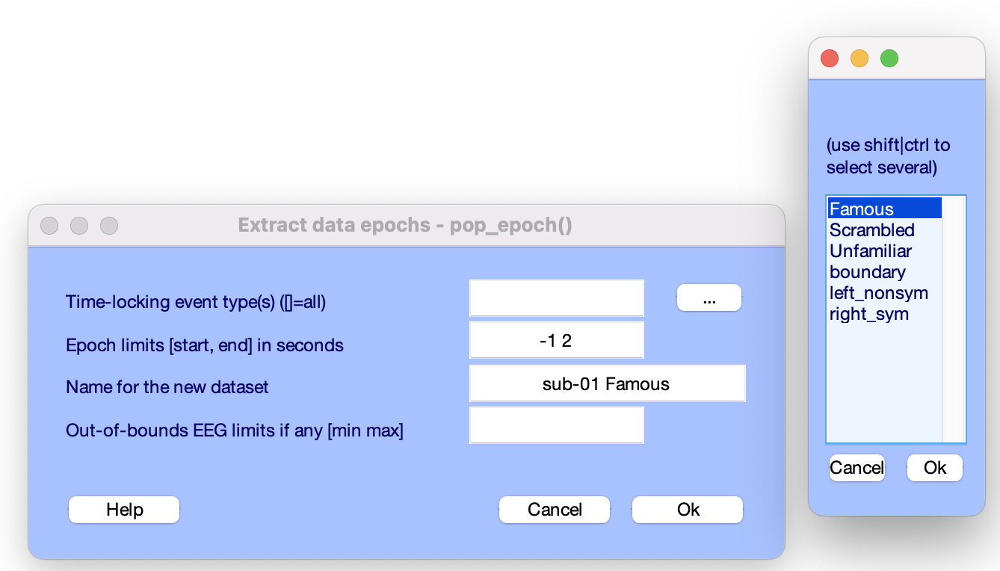 Extract data epochs - pop_epoch()
Time-locking event type(s) ([]=all)
...
Epoch limits [start, end] in seconds
-1 2
Name for the new dataset
sub-01 Famous
Out-of-bounds EEG limits if any [min max]
Help
Cancel
Ok
(use shift|ctrl to
select several)
Famous
Scrambled
Unfamiliar
boundary
left_nonsym
right_sym
Cancel
Ok